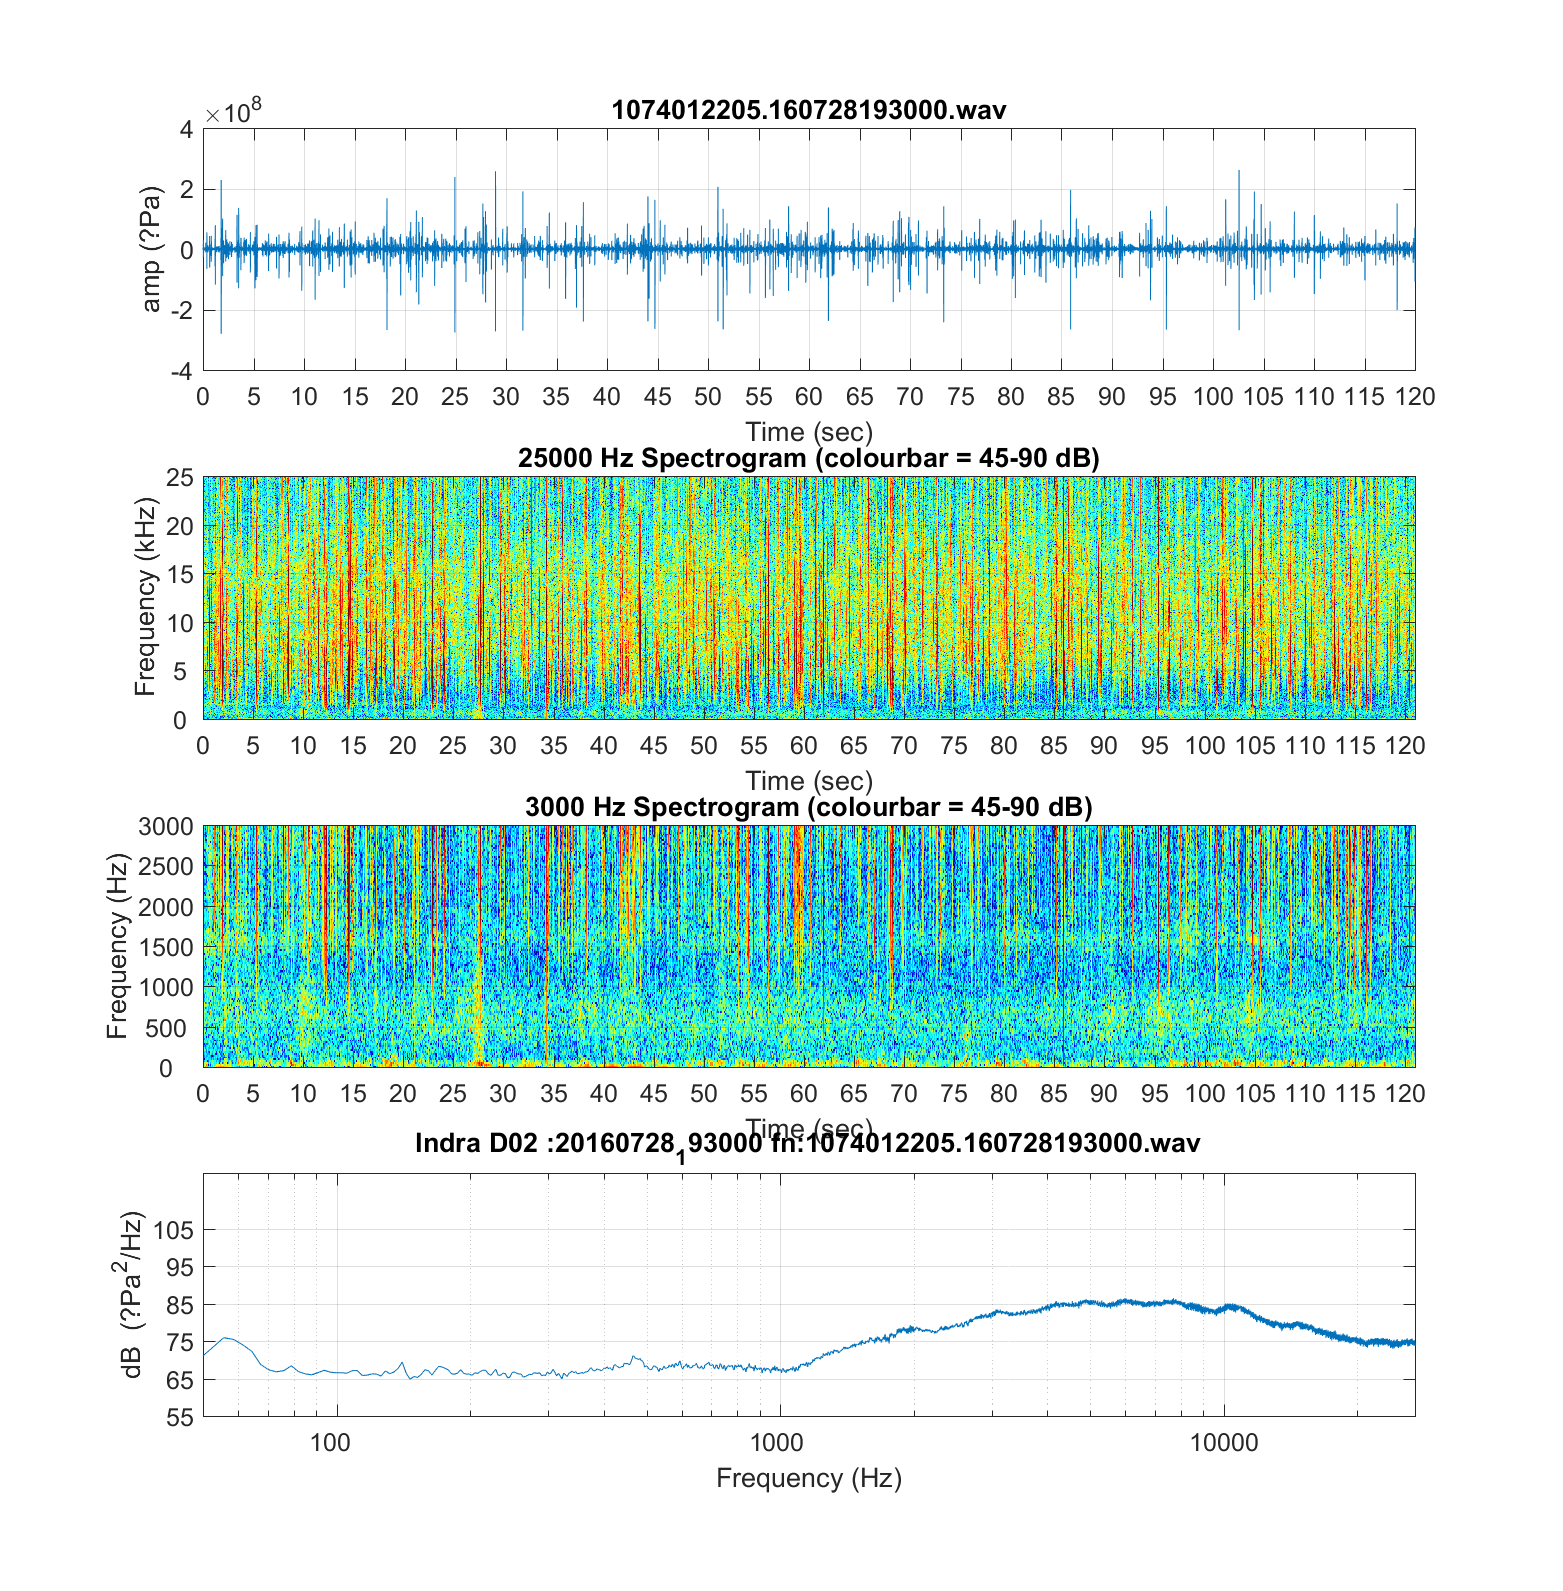 ×10^8
1074012205.160728193000.wav
4
2
0
-2
-4
amp (?Pa)
0 5 10 15 20 25 30 35 40 45 50 55 60 65 70 75 80 85 90 95 100 105 110 115 120
Time (sec)
25000 Hz Spectrogram (colourbar = 45-90 dB)
25
20
15
10
5
0
Frequency (kHz)
0 5 10 15 20 25 30 35 40 45 50 55 60 65 70 75 80 85 90 95 100 105 110 115 120
Time (sec)
3000 Hz Spectrogram (colourbar = 45-90 dB)
3000
2500
2000
1500
1000
500
0
Frequency (Hz)
0 5 10 15 20 25 30 35 40 45 50 55 60 65 70 75 80 85 90 95 100 105 110 115 120
Time (sec)
Indra D02 :20160728_193000 fn:1074012205.160728193000.wav
105
95
85
75
65
55
dB (?Pa^2/Hz)
100 1000 10000
Frequency (Hz)